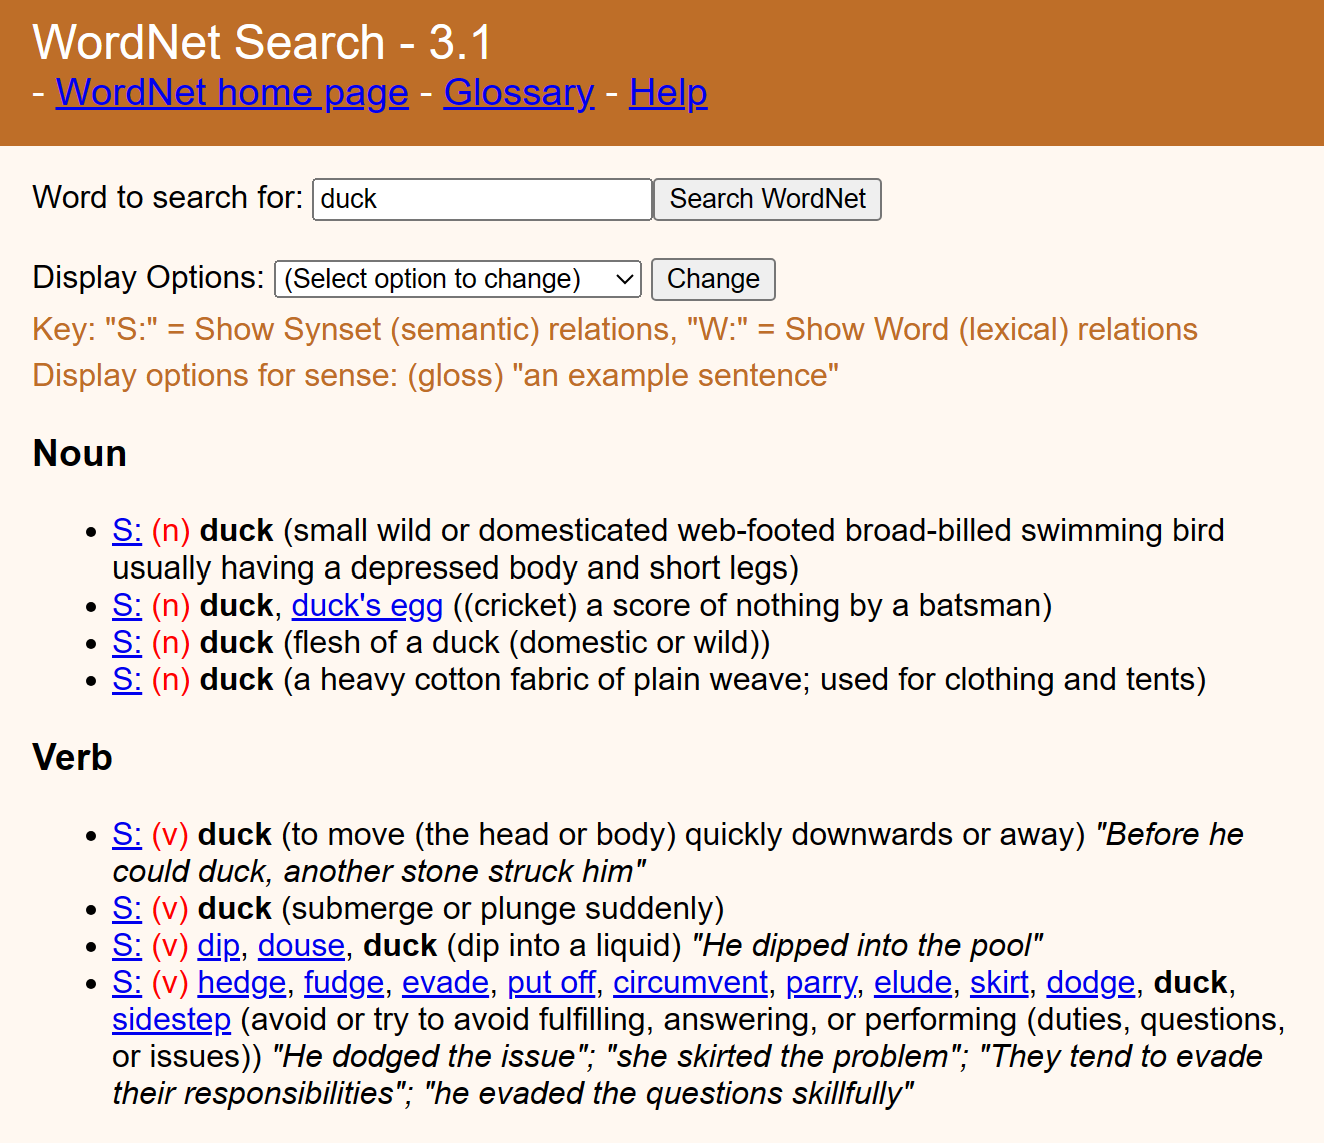 WordNet Search - 3.1
- WordNet home page - Glossary - Help
Word to search for: duck Search WordNet
Display Options: (Select option to change) Change
Key: "S:" = Show Synset (semantic) relations, "W:" = Show Word (lexical) relations
Display options for sense: (gloss) "an example sentence"
Noun
• S: (n) duck (small wild or domesticated web-footed broad-billed swimming bird
usually having a depressed body and short legs)
• S: (n) duck, duck's egg ((cricket) a score of nothing by a batsman)
• S: (n) duck (flesh of a duck (domestic or wild))
• S: (n) duck (a heavy cotton fabric of plain weave; used for clothing and tents)
Verb
• S: (v) duck (to move (the head or body) quickly downwards or away) "Before he
could duck, another stone struck him"
• S: (v) duck (submerge or plunge suddenly)
• S: (v) dip, douse, duck (dip into a liquid) "He dipped into the pool"
• S: (v) hedge, fudge, evade, put off, circumvent, parry, elude, skirt, dodge, duck,
sidestep (avoid or try to avoid fulfilling, answering, or performing (duties, questions,
or issues)) "He dodged the issue"; "she skirted the problem"; "They tend to evade
their responsibilities"; "he evaded the questions skillfully"